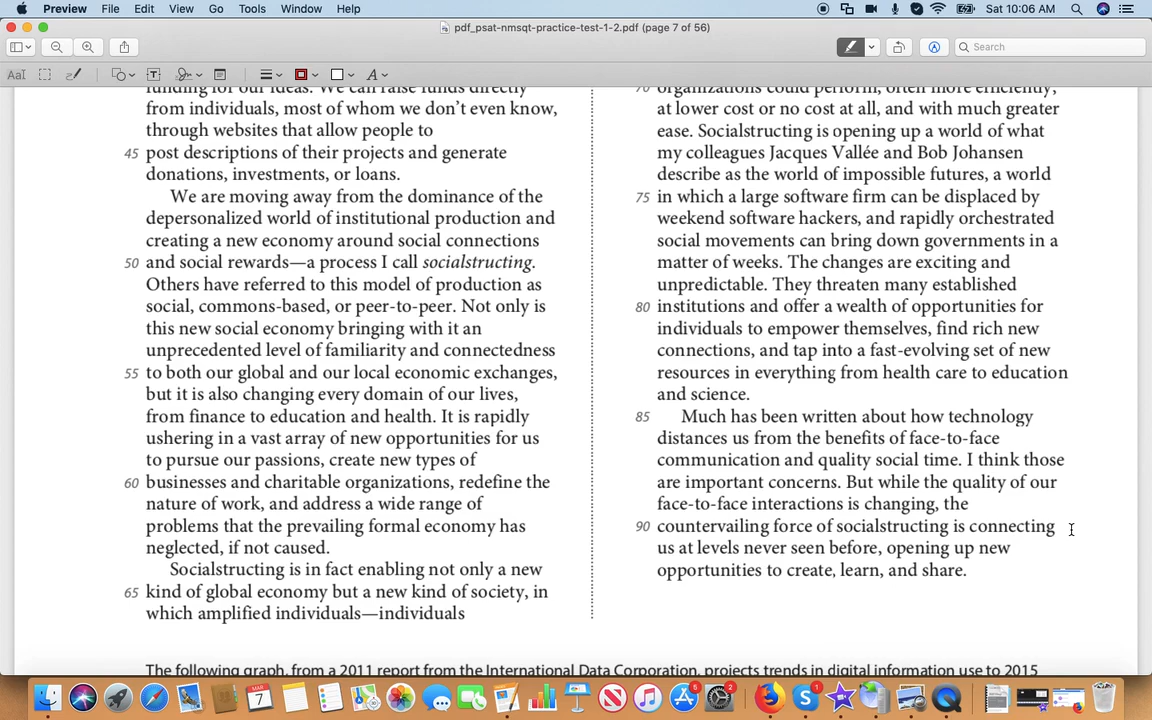 Preview File Edit View Go Tools Window Help Sat 10:06 AM
pdf_psat-nmsqt-practice-test-1-2.pdf (page 7 of 56)
Search
funding for our ideas. We can raise funds directly
from individuals, most of whom we don't even know,
through websites that allow people to
45 post descriptions of their projects and generate
donations, investments, or loans.
We are moving away from the dominance of the
depersonalized world of institutional production and
creating a new economy around social connections
50 and social rewards—a process I call socialstructing.
Others have referred to this model of production as
social, commons-based, or peer-to-peer. Not only is
this new social economy bringing with it an
unprecedented level of familiarity and connectedness
55 to both our global and our local economic exchanges,
but it is also changing every domain of our lives,
from finance to education and health. It is rapidly
ushering in a vast array of new opportunities for us
to pursue our passions, create new types of
60 businesses and charitable organizations, redefine the
nature of work, and address a wide range of
problems that the prevailing formal economy has
neglected, if not caused.
Socialstructing is in fact enabling not only a new
65 kind of global economy but a new kind of society, in
which amplified individuals—individuals
70 organizations could perform, often more efficiently,
at lower cost or no cost at all, and with much greater
ease. Socialstructing is opening up a world of what
my colleagues Jacques Vallée and Bob Johansen
describe as the world of impossible futures, a world
75 in which a large software firm can be displaced by
weekend software hackers, and rapidly orchestrated
social movements can bring down governments in a
matter of weeks. The changes are exciting and
unpredictable. They threaten many established
80 institutions and offer a wealth of opportunities for
individuals to empower themselves, find rich new
connections, and tap into a fast-evolving set of new
resources in everything from health care to education
and science.
85 Much has been written about how technology
distances us from the benefits of face-to-face
communication and quality social time. I think those
are important concerns. But while the quality of our
face-to-face interactions is changing, the
90 countervailing force of socialstructing is connecting
us at levels never seen before, opening up new
opportunities to create, learn, and share.
The following graph, from a 2011 report from the International Data Corporation, projects trends in digital information use to 2015